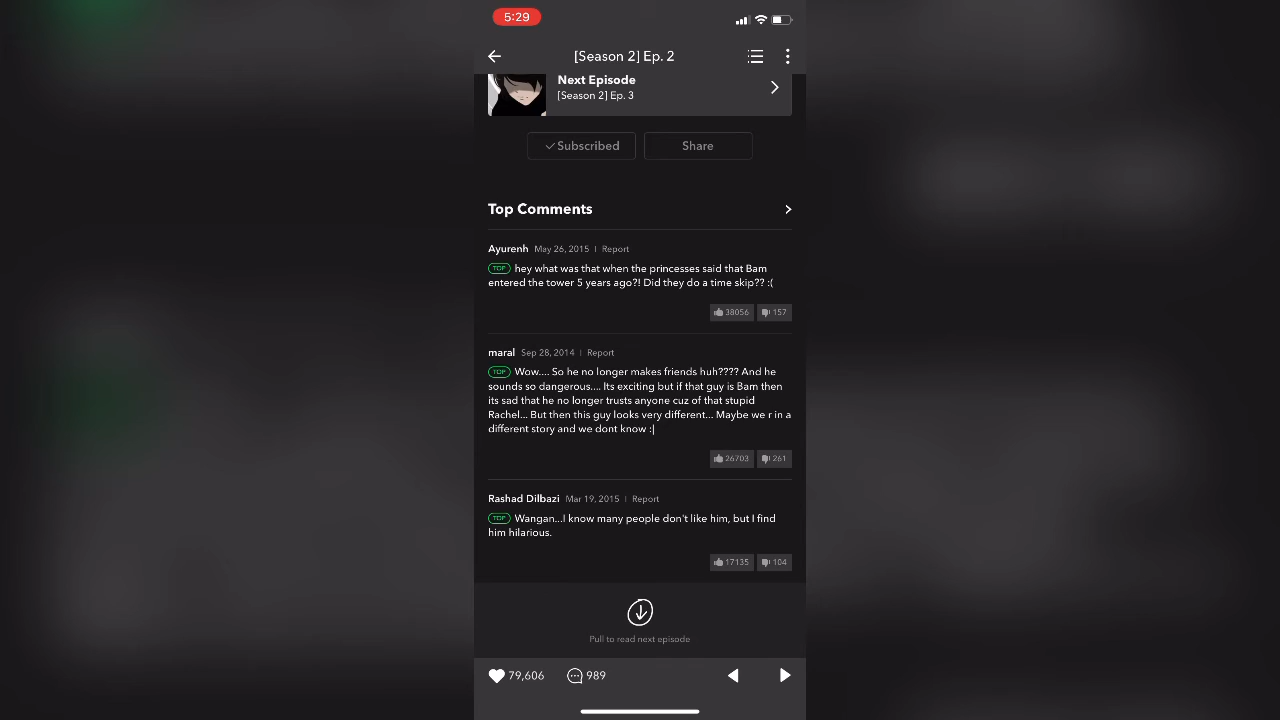 5:29
[Season 2] Ep. 2
Next Episode
[Season 2] Ep. 3
Subscribed
Share
Top Comments
Ayurenh May 26, 2015 | Report
TOP hey what was that when the princesses said that Bam
entered the tower 5 years ago?! Did they do a time skip?? :(
38056 157
maral Sep 28, 2014 | Report
TOP Wow.... So he no longer makes friends huh???? And he
sounds so dangerous.... Its exciting but if that guy is Bam then
its sad that he no longer trusts anyone cuz of that stupid
Rachel... But then this guy looks very different... Maybe we r in a
different story and we dont know :|
26703 261
Rashad Dilbazi Mar 19, 2015 | Report
TOP Wangan...I know many people don't like him, but I find
him hilarious.
17135 104
Pull to read next episode
79,606 989